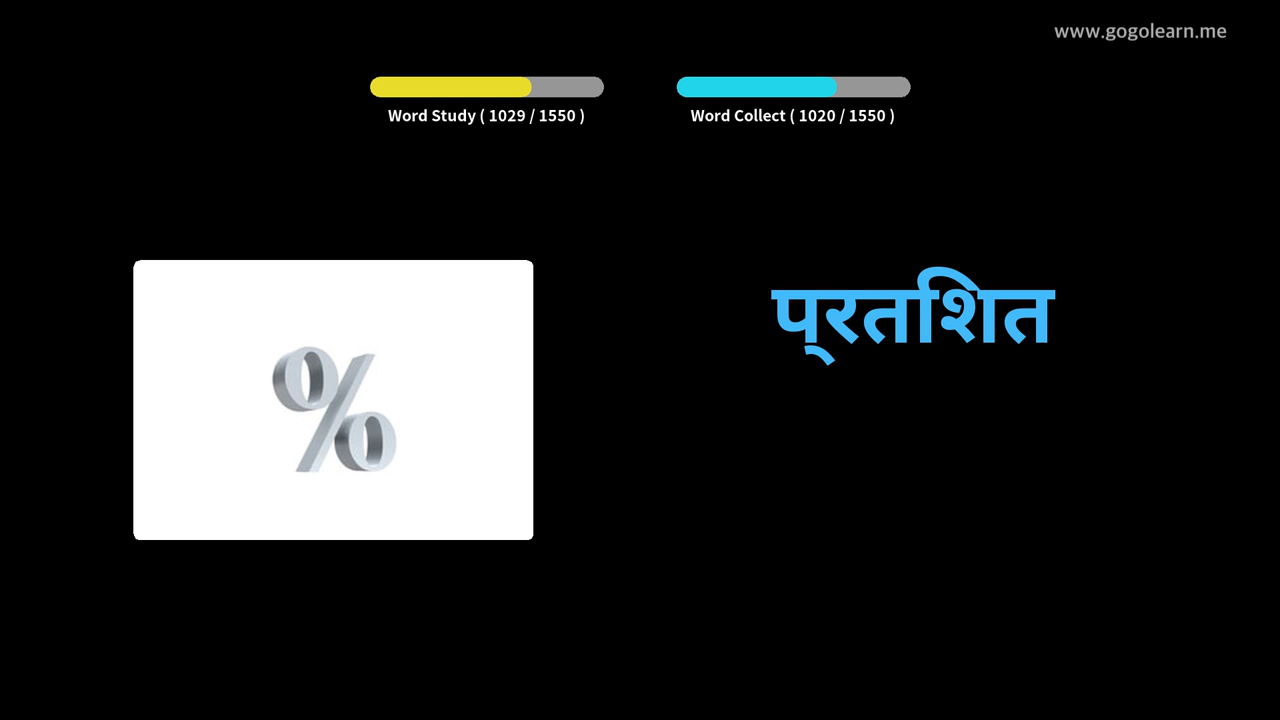 www.gogolearn.me
Word Study ( 1029 / 1550 )
Word Collect ( 1020 / 1550 )
%
प्रतिशत